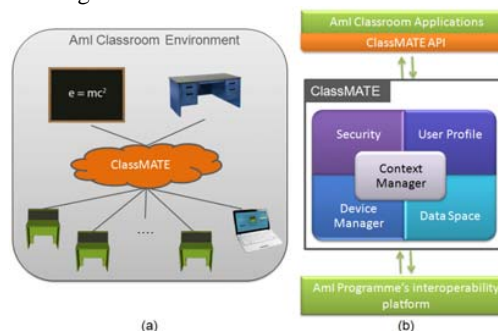 AmI Classroom Environment
e = mc²
ClassMATE
....
(a)
AmI Classroom Applications
ClassMATE API
ClassMATE
Security
User Profile
Context
Manager
Device
Manager
Data Space
AmI Programme's interoperability
platform
(b)